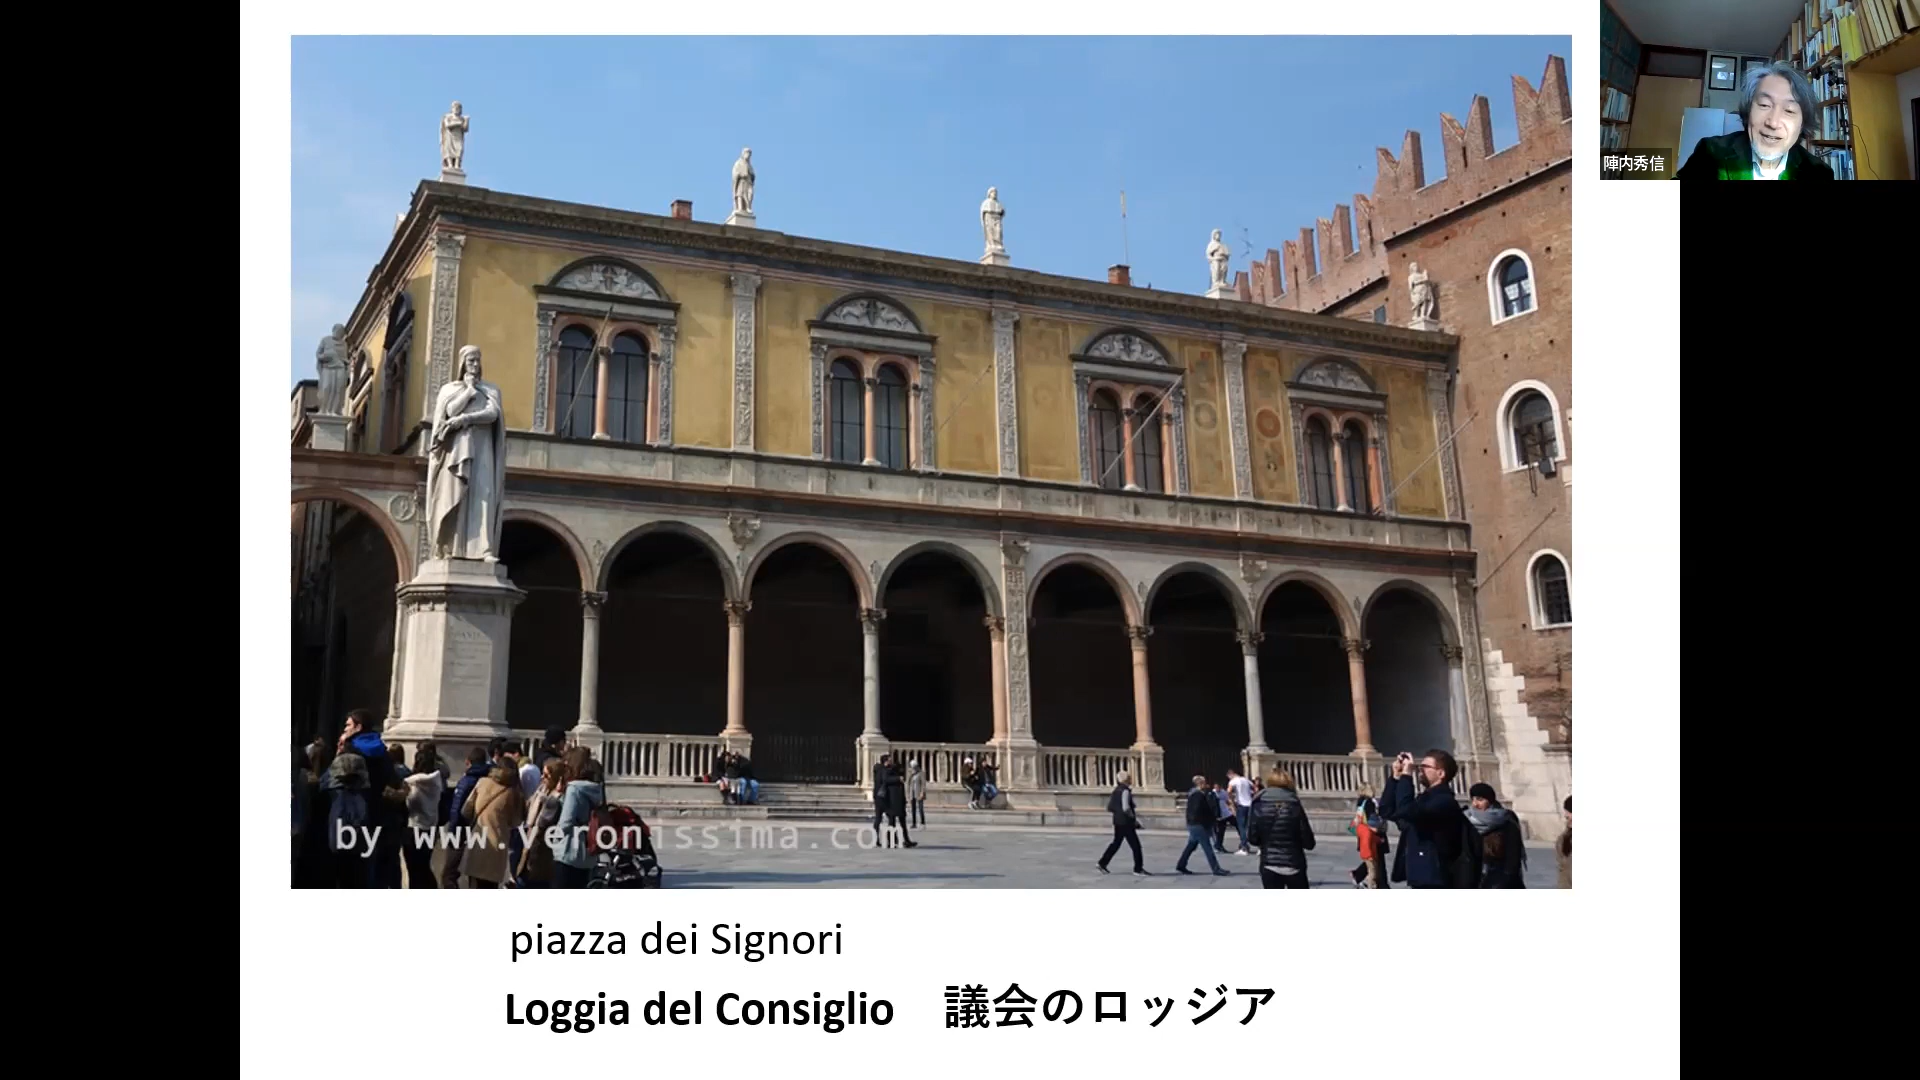 陣内秀信
by www.veronissima.com
piazza dei Signori
Loggia del Consiglio 議会のロッジア